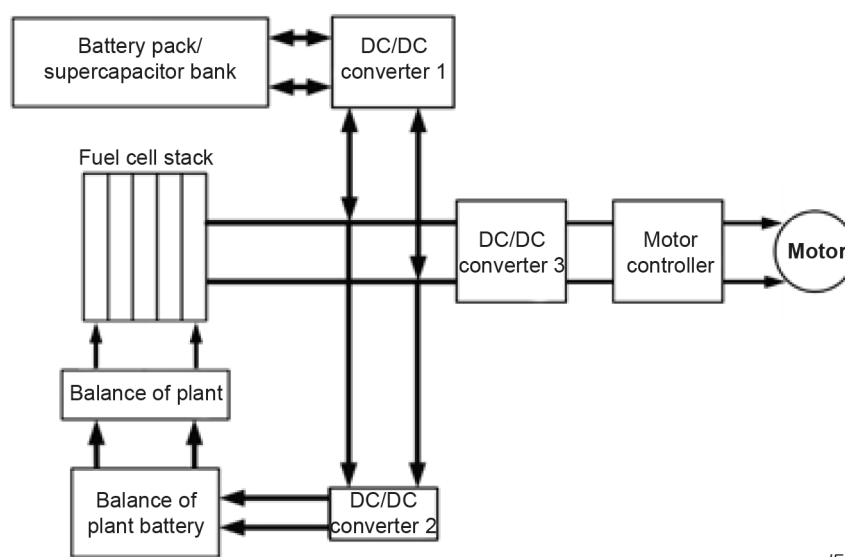 Battery pack/
supercapacitor bank
DC/DC
converter 1
Fuel cell stack
DC/DC
converter 3
Motor
controller
Motor
Balance of plant
Balance of
plant battery
DC/DC
converter 2